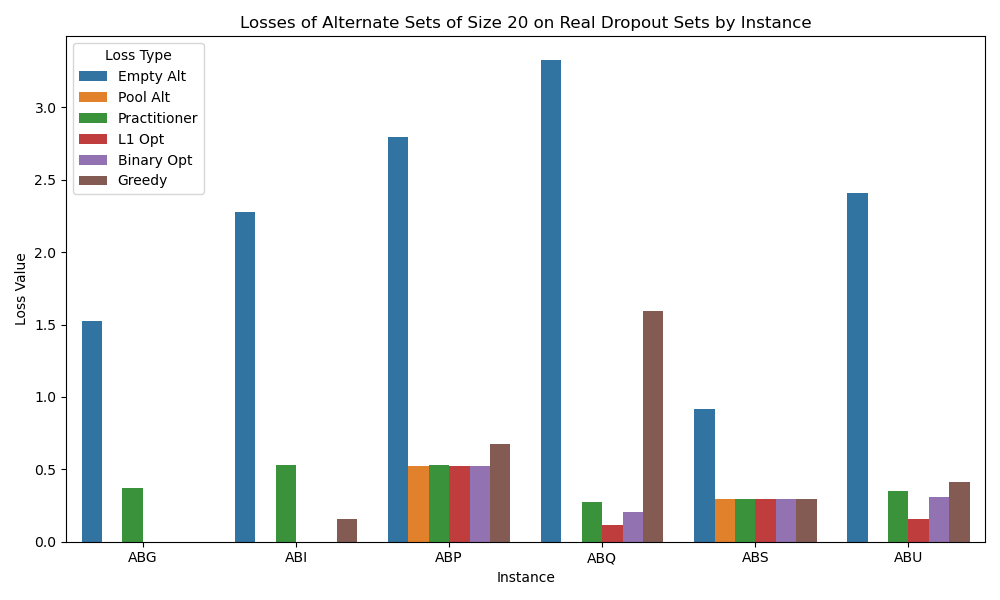 Losses of Alternate Sets of Size 20 on Real Dropout Sets by Instance
Loss Type
Empty Alt
Pool Alt
Practitioner
L1 Opt
Binary Opt
Greedy
Loss Value
3.0
2.5
2.0
1.5
1.0
0.5
0.0
ABG
ABI
ABP
ABQ
ABS
ABU
Instance